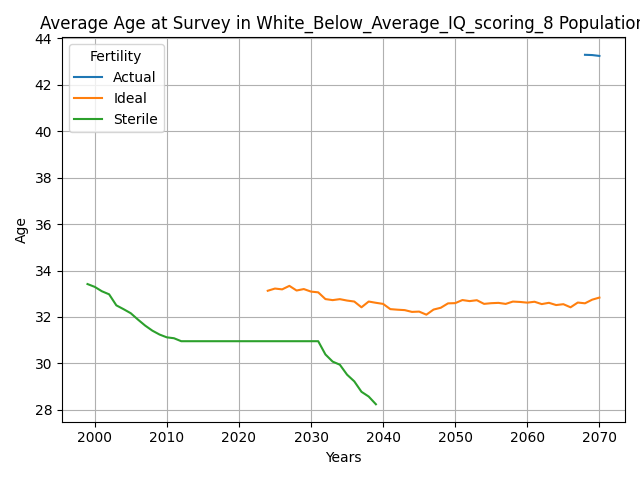 Average Age at Survey in White_Below_Average_IQ_scoring_8 Population
Fertility
Actual
Ideal
Sterile
44
42
40
38
36
34
32
30
28
Age
2000 2010 2020 2030 2040 2050 2060 2070
Years